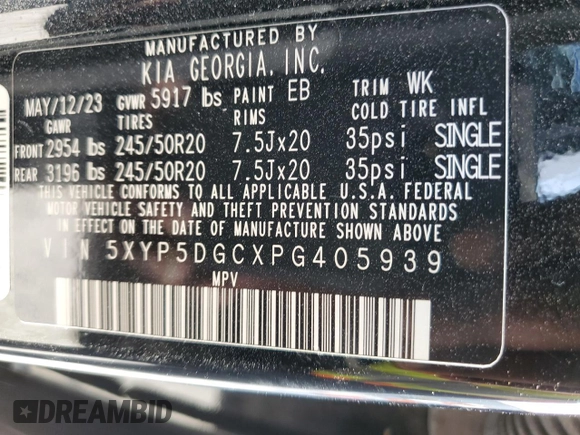 MANUFACTURED BY
KIA GEORGIA, INC.
MAY/12/23 GVWR 5917 lbs PAINT EB TRIM WK
GAWR RIMS COLD TIRE INFL
FRONT 2954 lbs 245/50R20 7.5Jx20 35psi SINGLE
REAR 3196 lbs 245/50R20 7.5Jx20 35psi SINGLE
THIS VEHICLE CONFORMS TO ALL APPLICABLE U.S.A. FEDERAL
MOTOR VEHICLE SAFETY AND THEFT PREVENTION STANDARDS
IN EFFECT ON THE DATE OF MANUFACTURE SHOWN ABOVE
VIN 5XYP5DGCXPG405939
MPV
DREAMBID